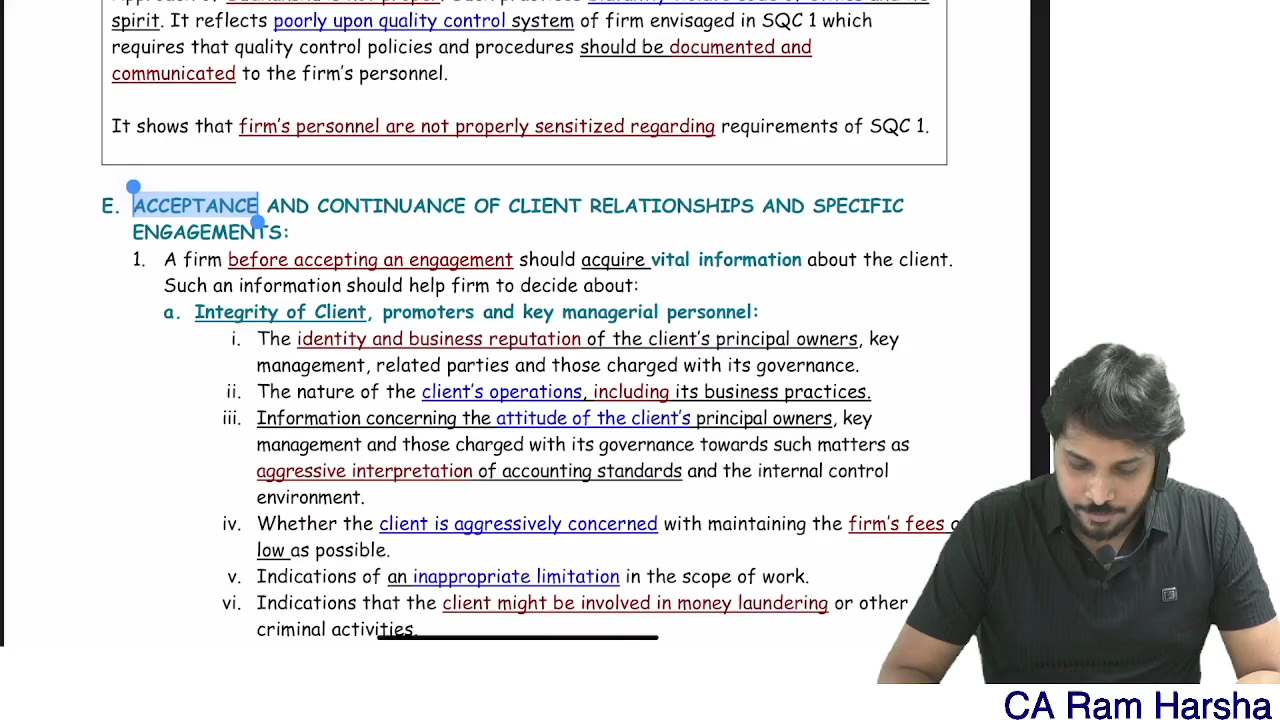 spirit. It reflects poorly upon quality control system of firm envisaged in SQC 1 which
requires that quality control policies and procedures should be documented and
communicated to the firm's personnel.
It shows that firm's personnel are not properly sensitized regarding requirements of SQC 1.
E. ACCEPTANCE AND CONTINUANCE OF CLIENT RELATIONSHIPS AND SPECIFIC
ENGAGEMENTS:
1. A firm before accepting an engagement should acquire vital information about the client.
Such an information should help firm to decide about:
a. Integrity of Client, promoters and key managerial personnel:
i. The identity and business reputation of the client's principal owners, key
management, related parties and those charged with its governance.
ii. The nature of the client's operations, including its business practices.
iii. Information concerning the attitude of the client's principal owners, key
management and those charged with its governance towards such matters as
aggressive interpretation of accounting standards and the internal control
environment.
iv. Whether the client is aggressively concerned with maintaining the firm's fees
low as possible.
v. Indications of an inappropriate limitation in the scope of work.
vi. Indications that the client might be involved in money laundering or other
criminal activities.
CA Ram Harsha